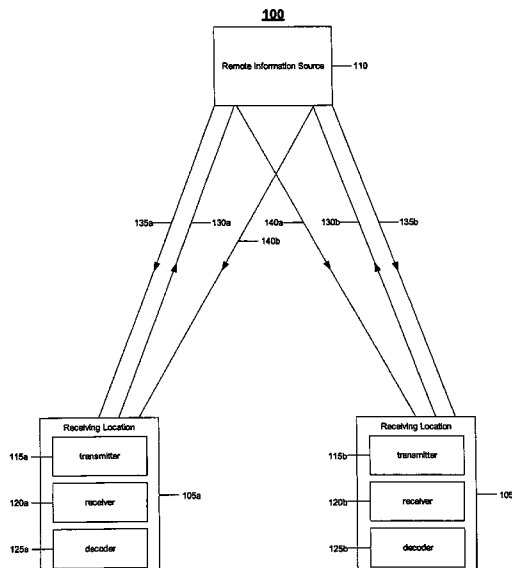 100
Remote Information Source
110
135a
130a
140a
130b
135b
140b
Receiving Location
Receiving Location
115a
transmitter
115b
transmitter
120a
receiver
105a
120b
receiver
105
125a
decoder
125b
decoder